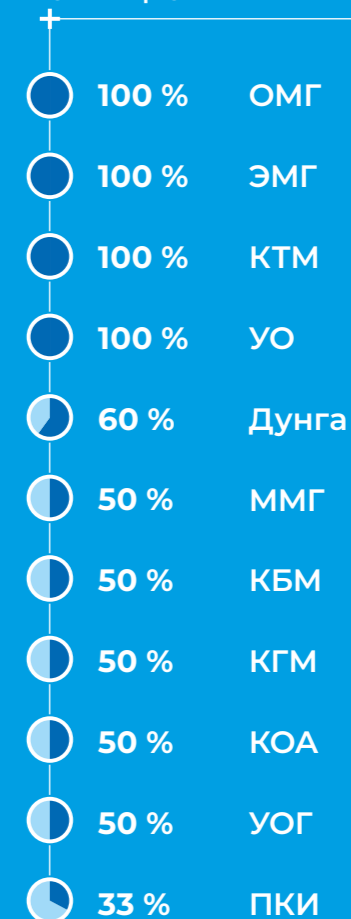 100 % ОМГ
100 % ЭМГ
100 % КТМ
100 % УО
60 % Дунга
50 % ММГ
50 % КБМ
50 % КГМ
50 % КОА
50 % УОГ
33 % ПКИ